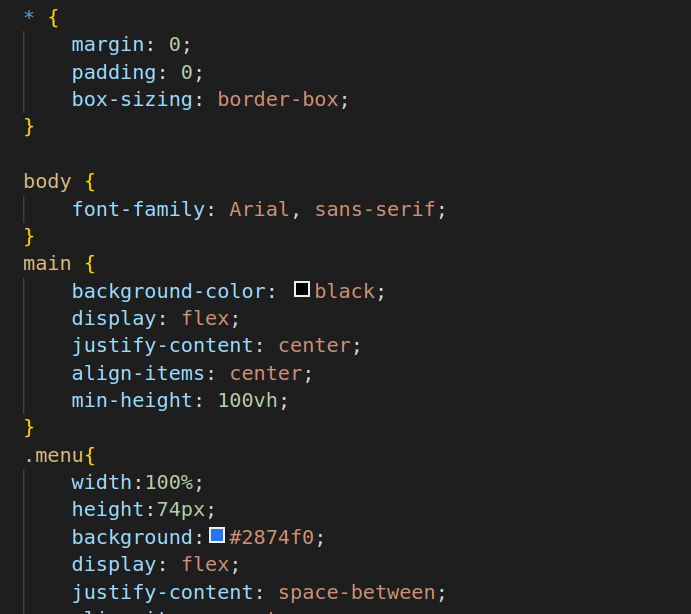 * {
    margin: 0;
    padding: 0;
    box-sizing: border-box;
}

body {
    font-family: Arial, sans-serif;
}
main {
    background-color: black;
    display: flex;
    justify-content: center;
    align-items: center;
    min-height: 100vh;
}
.menu{
    width:100%;
    height:74px;
    background:#2874f0;
    display: flex;
    justify-content: space-between;